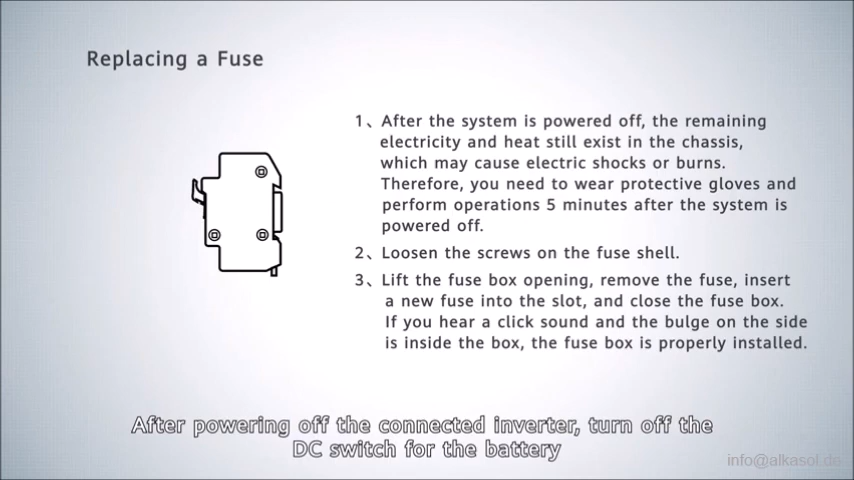 Replacing a Fuse
1、After the system is powered off, the remaining
electricity and heat still exist in the chassis,
which may cause electric shocks or burns.
Therefore, you need to wear protective gloves and
perform operations 5 minutes after the system is
powered off.
2、Loosen the screws on the fuse shell.
3、Lift the fuse box opening, remove the fuse, insert
a new fuse into the slot, and close the fuse box.
If you hear a click sound and the bulge on the side
is inside the box, the fuse box is properly installed.
After powering off the connected inverter, turn off the
DC switch for the battery
info@alkasol.de